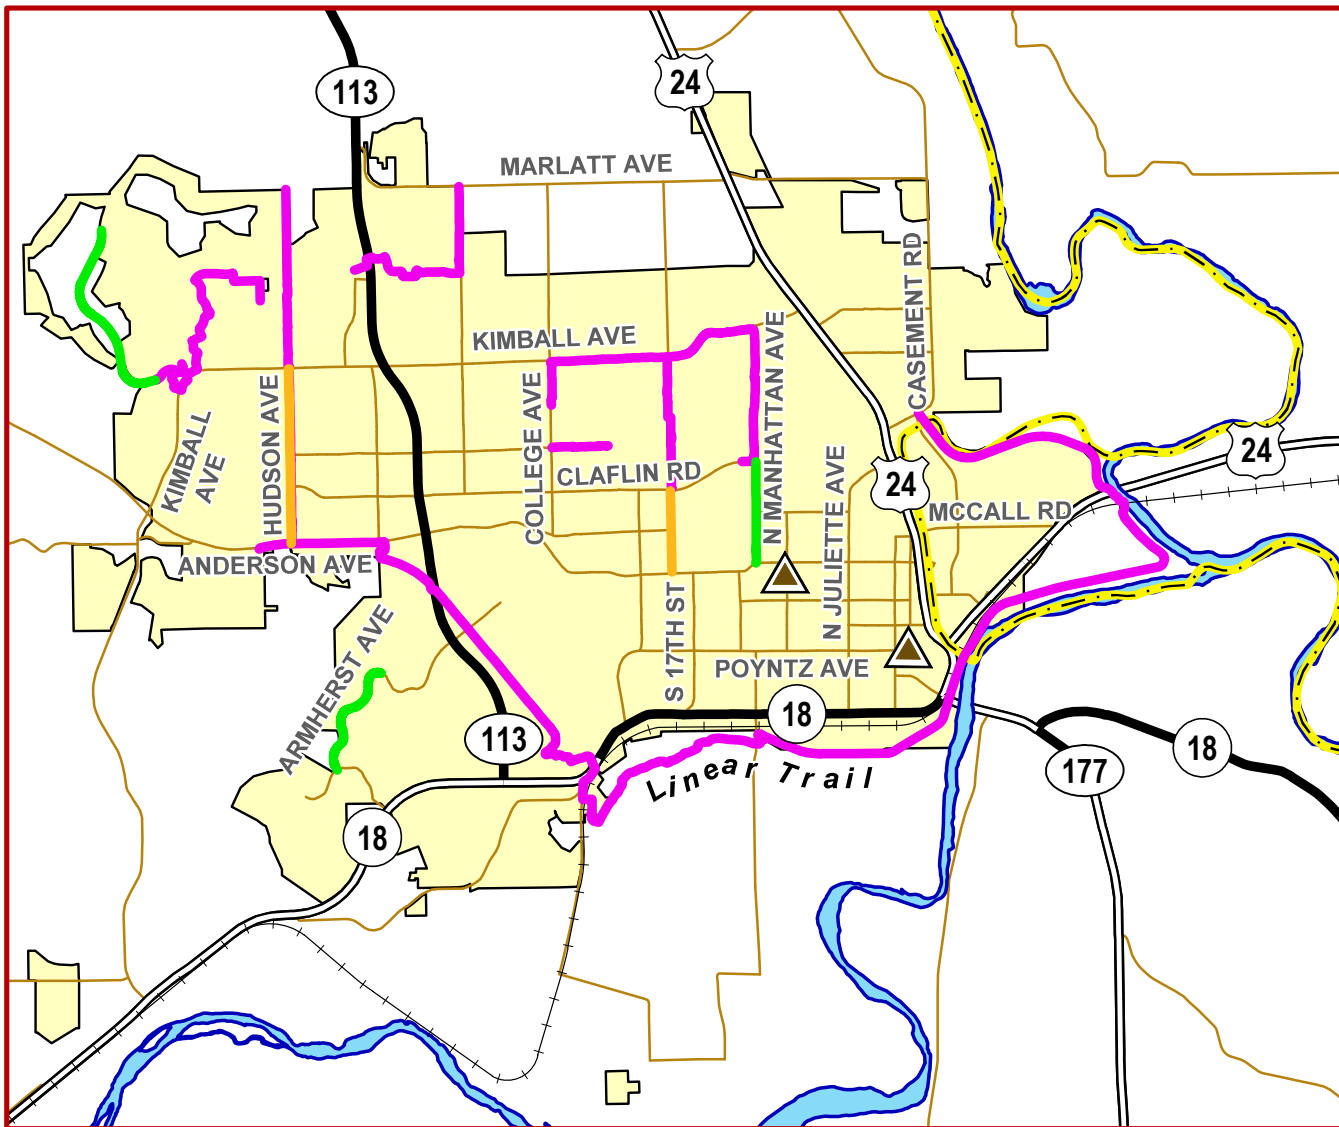 113
24
MARLATT AVE
CASEMENT RD
KIMBALL AVE
N MANHATTAN AVE
HUDSON AVE
COLLEGE AVE
KIMBALL
AVE
CLAFLIN RD
24
24
N JULIETTE AVE
MCCALL RD
ANDERSON AVE
ARMHERST AVE
S 17TH ST
POYNTZ AVE
18
113
18
177
Linear Trail
18